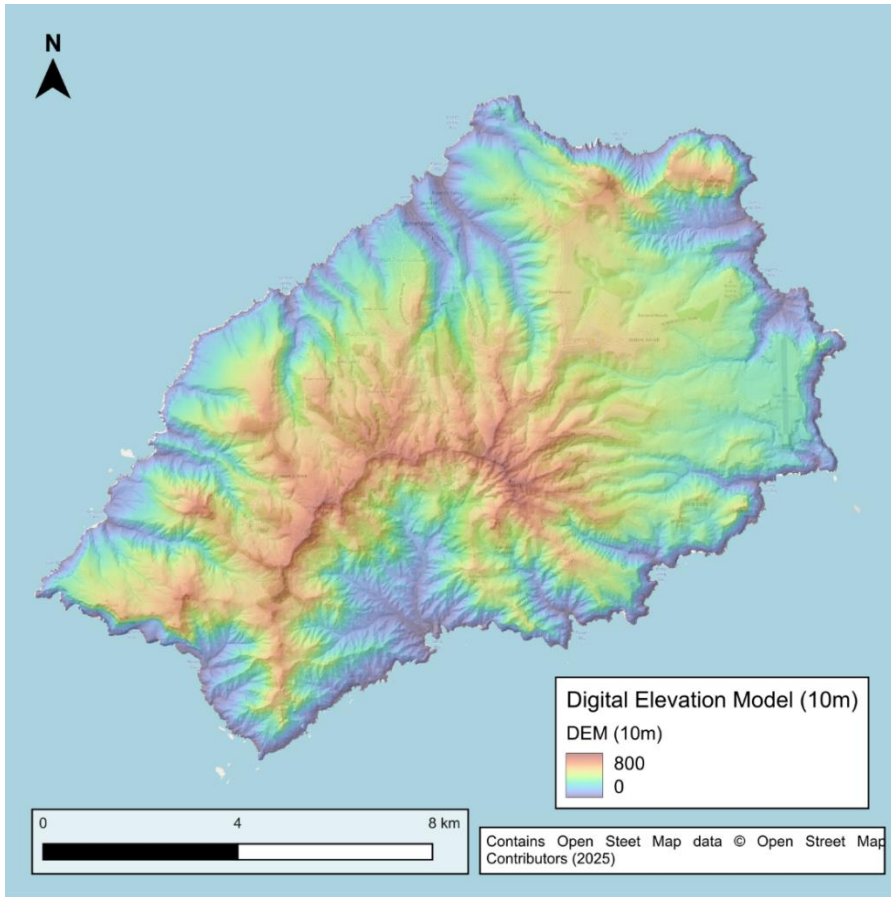 N
Digital Elevation Model (10m)
DEM (10m)
800
0
0 4 8 km
Contains Open Steet Map data © Open Street Map
Contributors (2025)